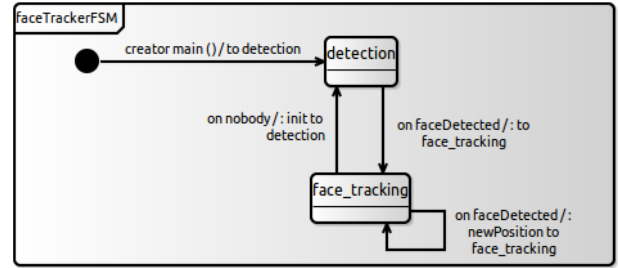 faceTrackerFSM
creator main ()/ to detection
detection
on nobody/: init to
detection
on faceDetected/: to
face_tracking
face_tracking
on faceDetected/:
newPosition to
face_tracking